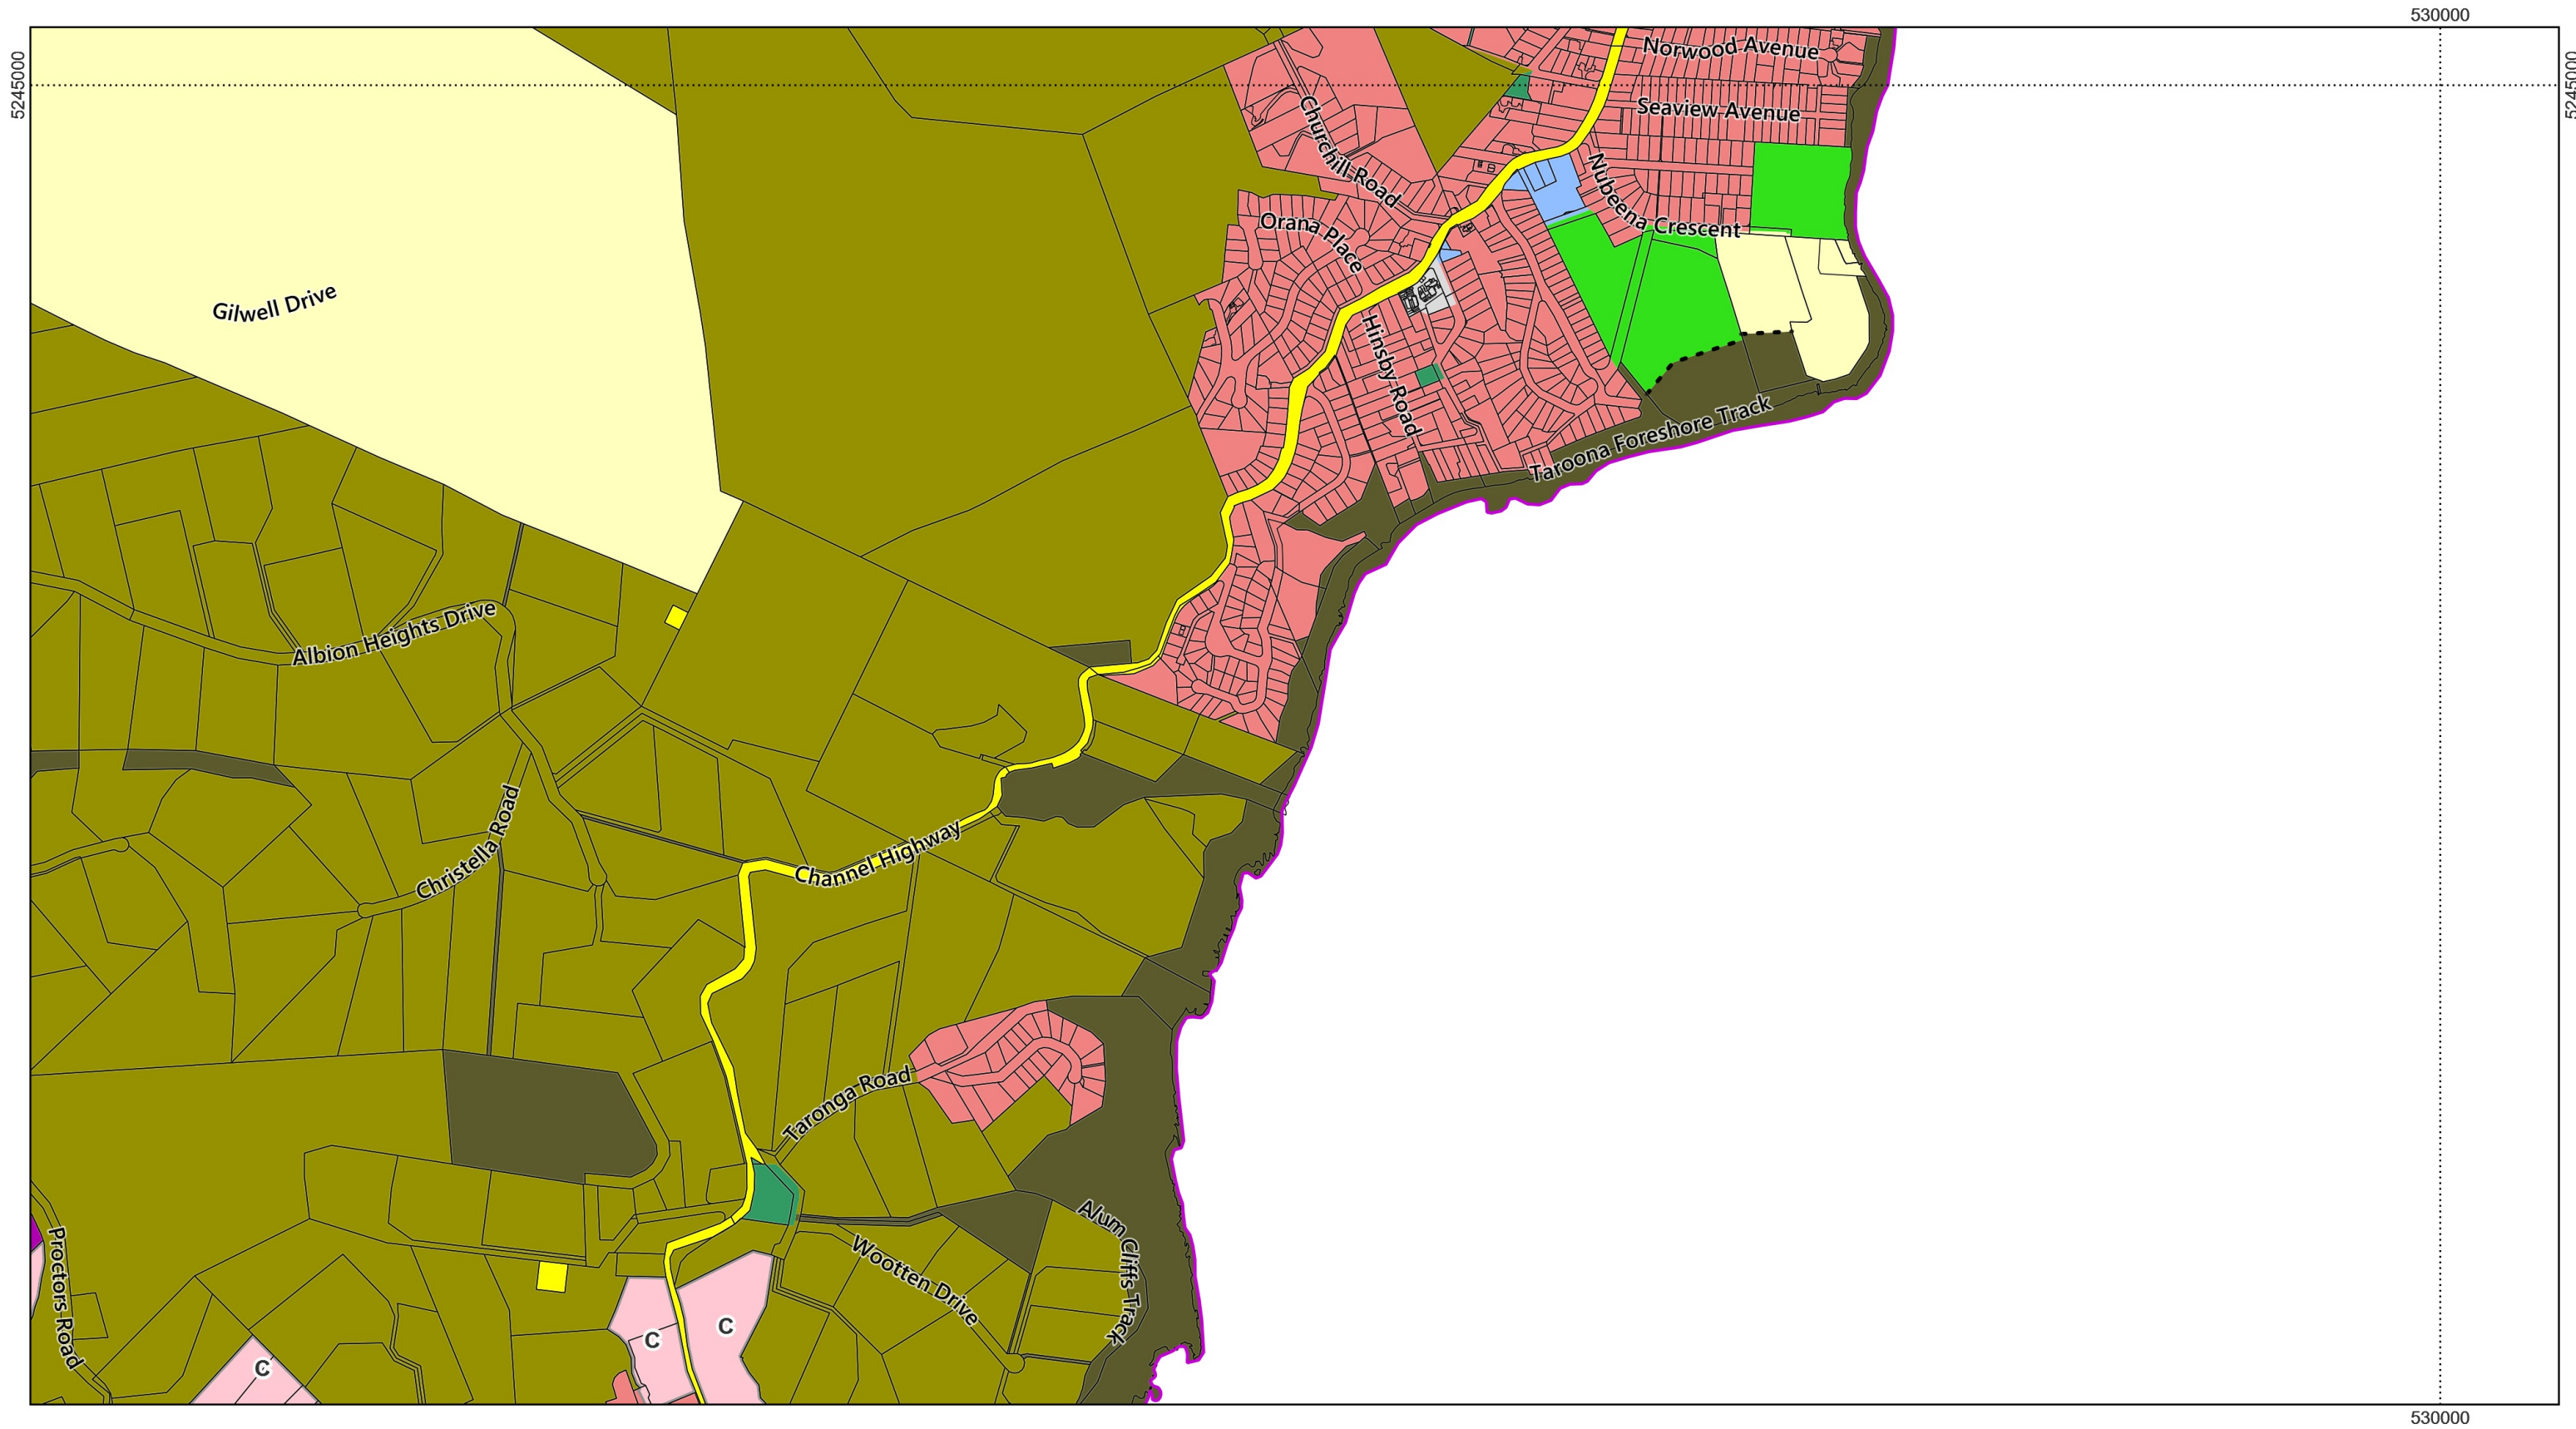 530000
5245000
5245000
Norwood Avenue
Seaview Avenue
Churchill Road
Nubeena Crescent
Orana Place
Gilwell Drive
Hinsby Road
Taroona Foreshore Track
Albion Heights Drive
Christella Road
Channel Highway
Taronga Road
Alum Cliffs Track
Wootten Drive
Proctors Road
C
C
C
530000